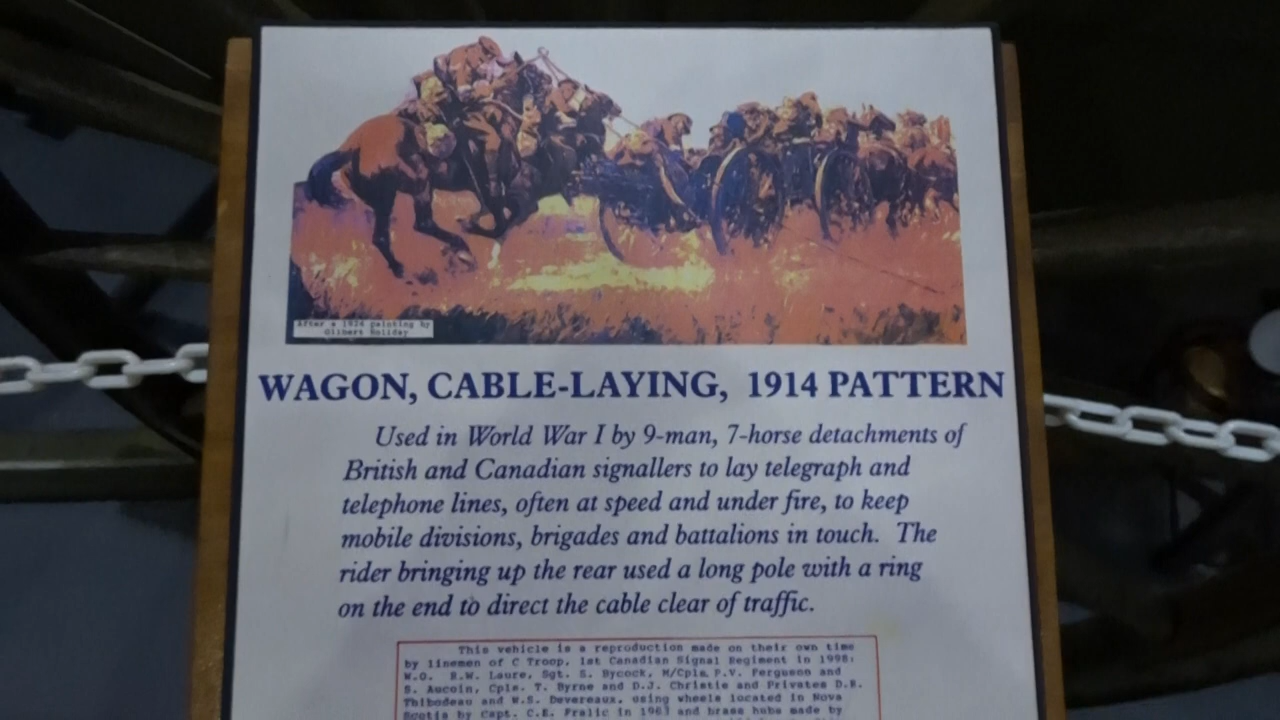 After a 1924 painting by
Gilbert Holiday
WAGON, CABLE-LAYING, 1914 PATTERN
Used in World War I by 9-man, 7-horse detachments of
British and Canadian signallers to lay telegraph and
telephone lines, often at speed and under fire, to keep
mobile divisions, brigades and battalions in touch. The
rider bringing up the rear used a long pole with a ring
on the end to direct the cable clear of traffic.
This vehicle is a reproduction made on their own time
by linemen of C Troop, 1st Canadian Signal Regiment in 1998:
W.O. R.W. Laure, Sgt. S. Bycock, M/Cpls. P.V. Ferguson and
S. Aucoin, Cpls. T. Byrne and D.J. Christie and Privates D.R.
Thibodeau and W.S. Devereaux, using wheels located in Nova
Scotia by Capt. C.E. Fralic in 1983 and brass hubs made by